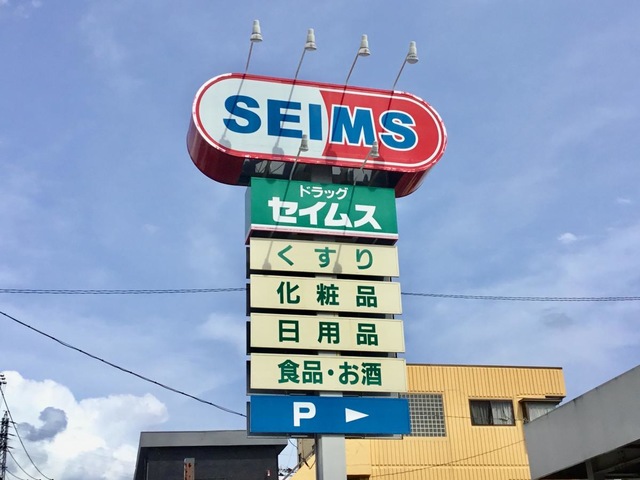 SEIMS
ドラッグ
セイムス
くすり
化粧品
日用品
食品・お酒
P